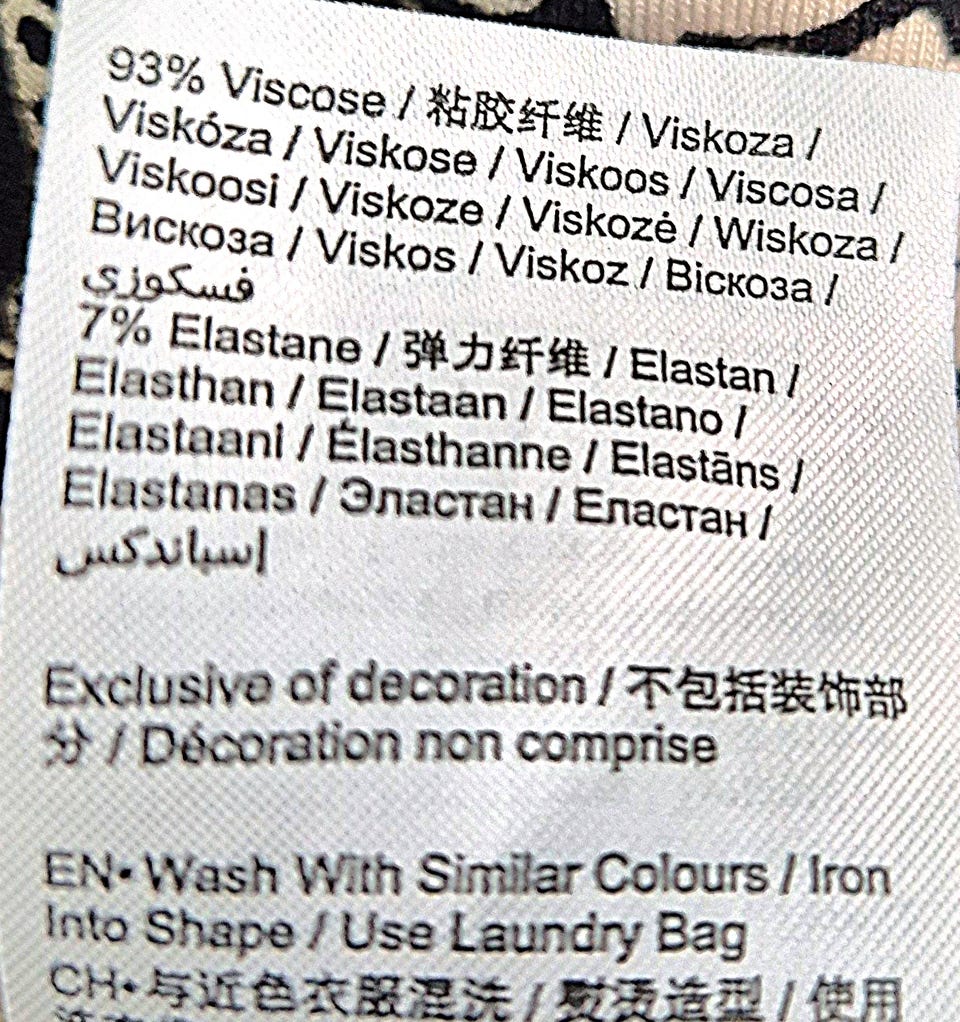 93% Viscose / 粘胶纤维 / Viskoza /
Viskóza / Viskose / Viskoos / Viscosa /
Viskoosi / Viskoze / Viskozė / Wiskoza /
Вискоза / Viskos / Viskoz / Віскоза /
فسكوزي
7% Elastane / 弹力纤维 / Elastan /
Elasthan / Elastaan / Elastano /
Elastaani / Élasthanne / Elastāns /
Elastanas / Эластан / Еластан /
إسباندكس
Exclusive of decoration / 不包括装饰部
分 / Décoration non comprise
EN• Wash With Similar Colours / Iron
Into Shape / Use Laundry Bag
CH• 与近色衣服混洗 / 熨烫造型 / 使用